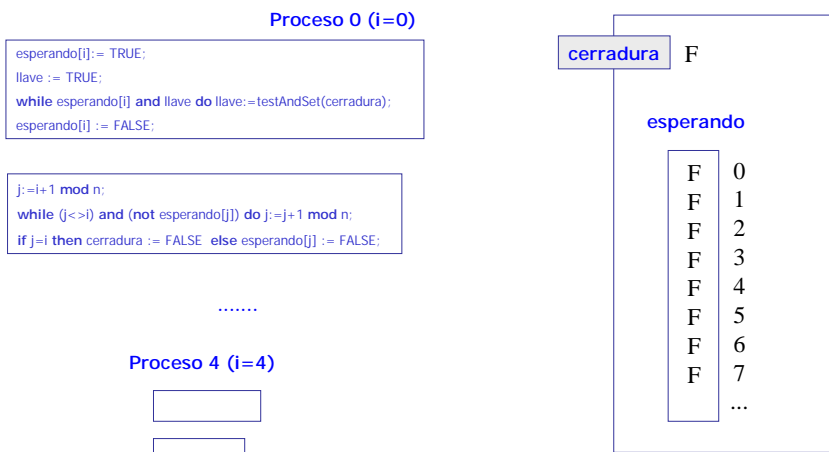 Proceso 0 (i=0)
esperando[i]:= TRUE;
llave := TRUE;
while esperando[i] and llave do llave:=testAndSet(cerradura);
esperando[i] := FALSE;
j:=i+1 mod n;
while (j<>i) and (not esperando[j]) do j:=j+1 mod n;
if j=i then cerradura := FALSE else esperando[j] := FALSE;
.......
Proceso 4 (i=4)
cerradura F
esperando
F 0
F 1
F 2
F 3
F 4
F 5
F 6
F 7
...